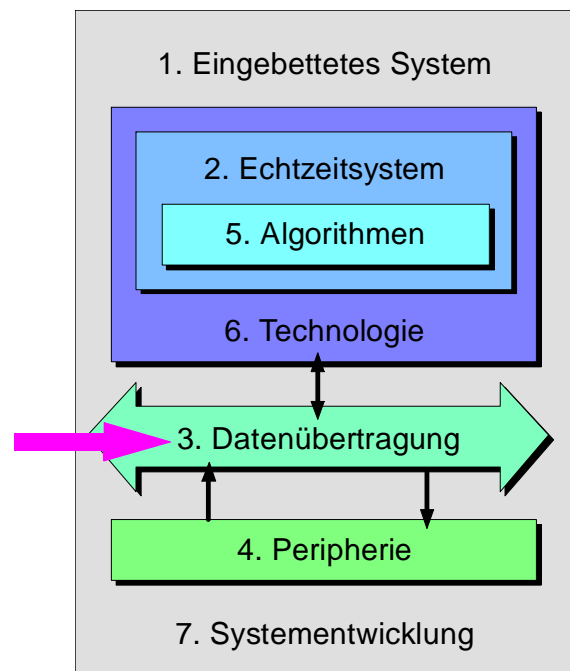 1. Eingebettetes System
2. Echtzeitsystem
5. Algorithmen
6. Technologie
3. Datenübertragung
4. Peripherie
7. Systementwicklung